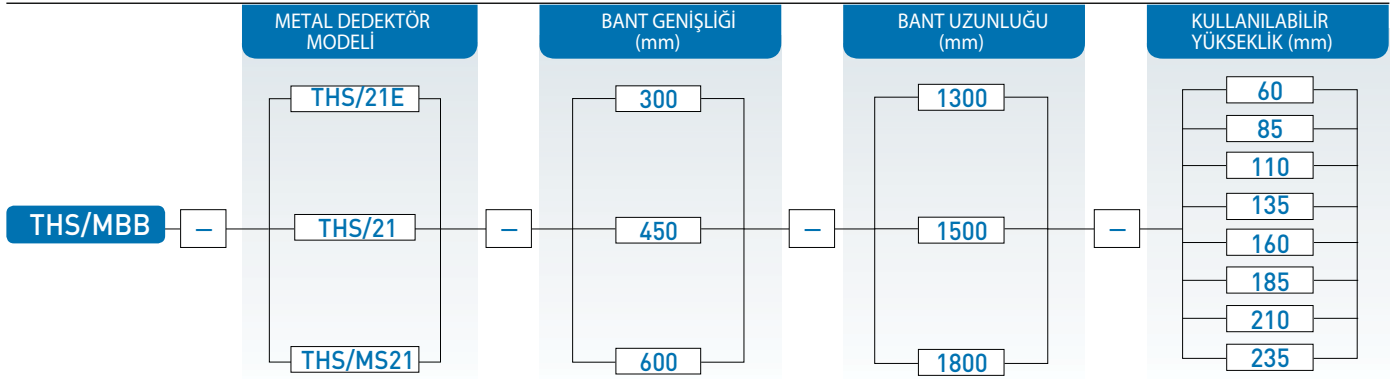 METAL DEDEKTÖR
MODELİ
BANT GENİŞLİĞİ
(mm)
BANT UZUNLUĞU
(mm)
KULLANILABİLİR
YÜKSEKLİK (mm)
THS/MBB
–
THS/21E
THS/21
THS/MS21
–
300
450
600
–
1300
1500
1800
–
60
85
110
135
160
185
210
235